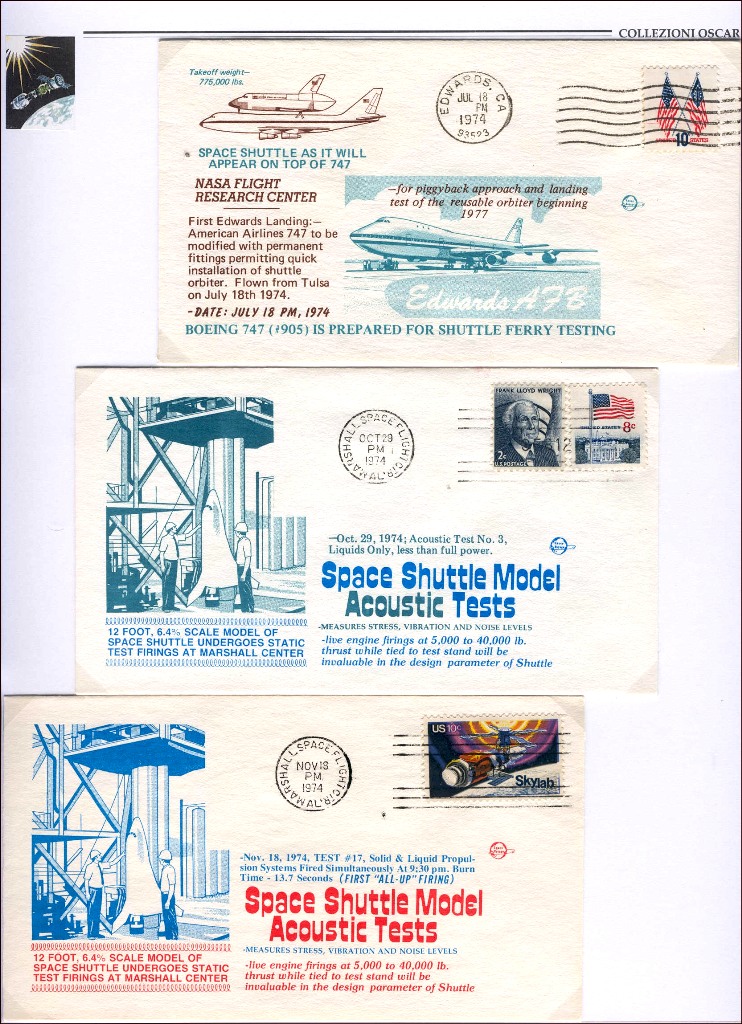 COLLEZIONI OSCAR
Takeoff weight—
775,000 lbs.
EDWARDS, CA
JUL 18
PM
1974
93523
10¢
SPACE SHUTTLE AS IT WILL
APPEAR ON TOP OF 747
NASA FLIGHT
RESEARCH CENTER
First Edwards Landing:—
American Airlines 747 to be
modified with permanent
fittings permitting quick
installation of shuttle
orbiter. Flown from Tulsa
on July 18th 1974.
-DATE: JULY 18 PM, 1974
—for piggyback approach and landing
test of the reusable orbiter beginning
1977
Edwards AFB
BOEING 747 (#905) IS PREPARED FOR SHUTTLE FERRY TESTING
MARSHALL SPACE FLIGHT CTR
OCT 29
PM
1974
AL
FRANK LLOYD WRIGHT
2¢
U.S. POSTAGE
UNITED STATES
8¢
—Oct. 29, 1974; Acoustic Test No. 3,
Liquids Only, less than full power.
Space Shuttle Model
Acoustic Tests
-MEASURES STRESS, VIBRATION AND NOISE LEVELS
-live engine firings at 5,000 to 40,000 lb.
thrust while tied to test stand will be
invaluable in the design parameter of Shuttle
12 FOOT, 6.4% SCALE MODEL OF
SPACE SHUTTLE UNDERGOES STATIC
TEST FIRINGS AT MARSHALL CENTER
MARSHALL SPACE FLIGHT CTR
NOV 18
PM
1974
AL
US 10¢
Skylab
-Nov. 18, 1974, TEST #17, Solid & Liquid Propul-
sion Systems Fired Simultaneously At 9:30 pm. Burn
Time - 13.7 Seconds (FIRST "ALL-UP" FIRING)
Space Shuttle Model
Acoustic Tests
-MEASURES STRESS, VIBRATION AND NOISE LEVELS
-live engine firings at 5,000 to 40,000 lb.
thrust while tied to test stand will be
invaluable in the design parameter of Shuttle
12 FOOT, 6.4% SCALE MODEL OF
SPACE SHUTTLE UNDERGOES STATIC
TEST FIRINGS AT MARSHALL CENTER